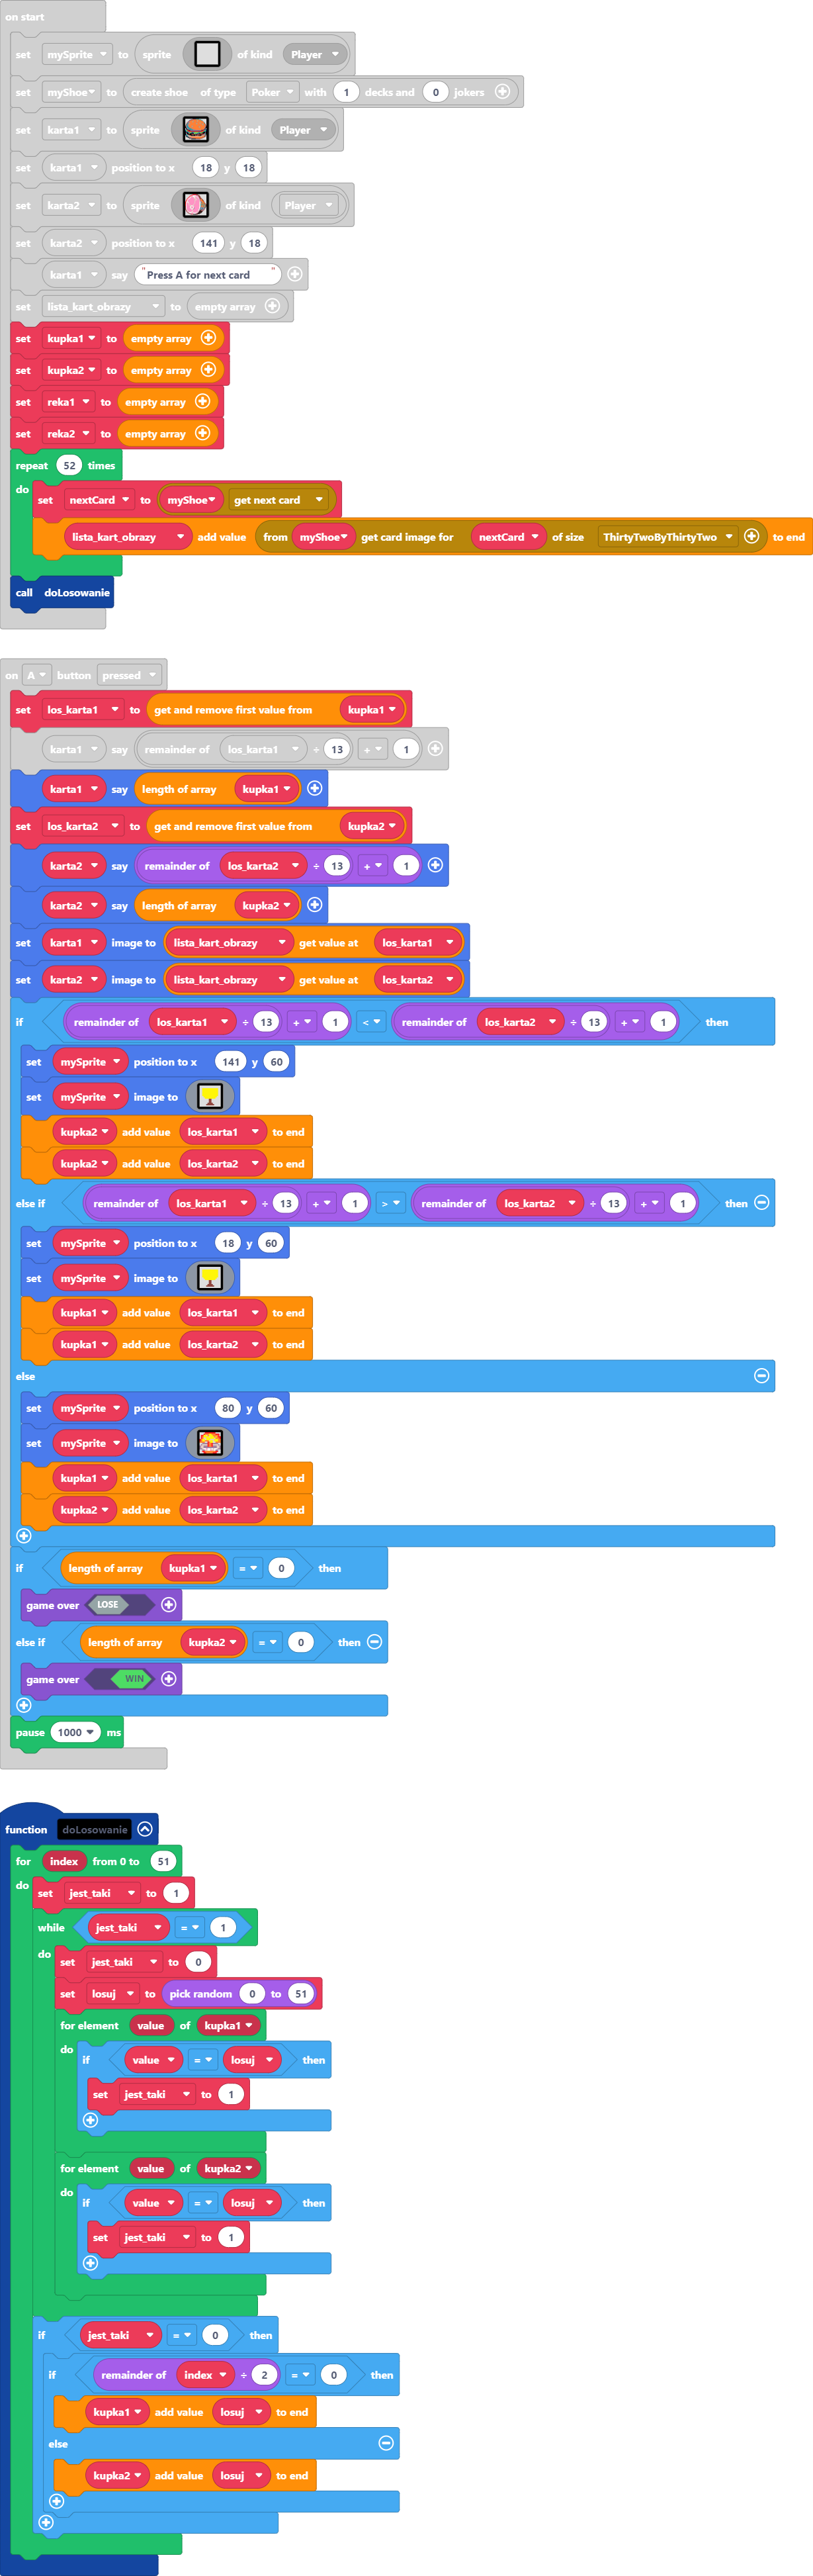 on start
set mySprite to sprite of kind Player
set myShoe to create shoe of type Poker with 1 decks and 0 jokers
set karta1 to sprite of kind Player
set karta1 position to x 18 y 18
set karta2 to sprite of kind Player
set karta2 position to x 141 y 18
karta1 say "Press A for next card"
set lista_kart_obrazy to empty array
set kupka1 to empty array
set kupka2 to empty array
set reka1 to empty array
set reka2 to empty array
repeat 52 times
do set nextCard to myShoe get next card
lista_kart_obrazy add value from myShoe get card image for nextCard of size ThirtyTwoByThirtyTwo to end
call doLosowanie
on A button pressed
set los_karta1 to get and remove first value from kupka1
karta1 say remainder of los_karta1 ÷ 13 + 1
karta1 say length of array kupka1
set los_karta2 to get and remove first value from kupka2
karta2 say remainder of los_karta2 ÷ 13 + 1
karta2 say length of array kupka2
set karta1 image to lista_kart_obrazy get value at los_karta1
set karta2 image to lista_kart_obrazy get value at los_karta2
if remainder of los_karta1 ÷ 13 + 1 < remainder of los_karta2 ÷ 13 + 1 then
set mySprite position to x 141 y 60
set mySprite image to
kupka2 add value los_karta1 to end
kupka2 add value los_karta2 to end
else if remainder of los_karta1 ÷ 13 + 1 > remainder of los_karta2 ÷ 13 + 1 then
set mySprite position to x 18 y 60
set mySprite image to
kupka1 add value los_karta1 to end
kupka1 add value los_karta2 to end
else
set mySprite position to x 80 y 60
set mySprite image to
kupka1 add value los_karta1 to end
kupka2 add value los_karta2 to end
if length of array kupka1 = 0 then
game over LOSE
else if length of array kupka2 = 0 then
game over WIN
pause 1000 ms
function doLosowanie
for index from 0 to 51
do set jest_taki to 1
while jest_taki = 1
do set jest_taki to 0
set losuj to pick random 0 to 51
for element value of kupka1
do if value = losuj then
set jest_taki to 1
for element value of kupka2
do if value = losuj then
set jest_taki to 1
if jest_taki = 0 then
if remainder of index ÷ 2 = 0 then
kupka1 add value losuj to end
else
kupka2 add value losuj to end